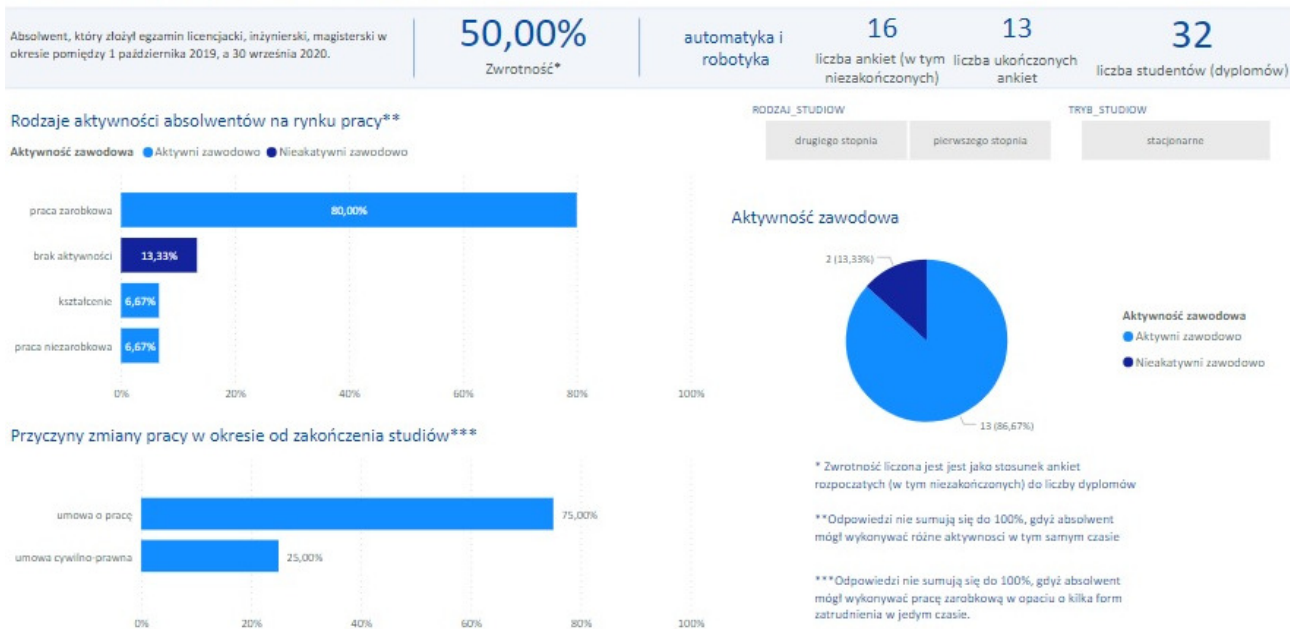 Absolwent, który złożył egzamin licencjacki, inżynierski, magisterski w
okresie pomiędzy 1 października 2019, a 30 września 2020.
50,00%
Zwrotność*
automatyka i
robotyka
16
liczba ankiet (w tym
niezakończonych)
13
liczba ukończonych
ankiet
32
liczba studentów (dyplomów)
Rodzaje aktywności absolwentów na rynku pracy**
Aktywność zawodowa Aktywni zawodowo Nieakatywni zawodowo
praca zarobkowa 80,00%
brak aktywności 13,33%
kształcenie 6,67%
praca niezarobkowa 6,67%
0% 20% 40% 60% 80% 100%
RODZAJ_STUDIOW
drugiego stopnia pierwszego stopnia
TRYB_STUDIOW
stacjonarne
Aktywność zawodowa
2 (13,33%)
13 (86,67%)
Aktywność zawodowa
Aktywni zawodowo
Nieakatywni zawodowo
Przyczyny zmiany pracy w okresie od zakończenia studiów***
umowa o pracę 75,00%
umowa cywilno-prawna 25,00%
0% 20% 40% 60% 80% 100%
* Zwrotność liczona jest jest jako stosunek ankiet
rozpoczatych (w tym niezakończonych) do liczby dyplomów
**Odpowiedzi nie sumują się do 100%, gdyż absolwent
mógł wykonywać różne aktywnosci w tym samym czasie
***Odpowiedzi nie sumują się do 100%, gdyż absolwent
mógł wykonywać pracę zarobkową w opaciu o kilka form
zatrudnienia w jedym czasie.